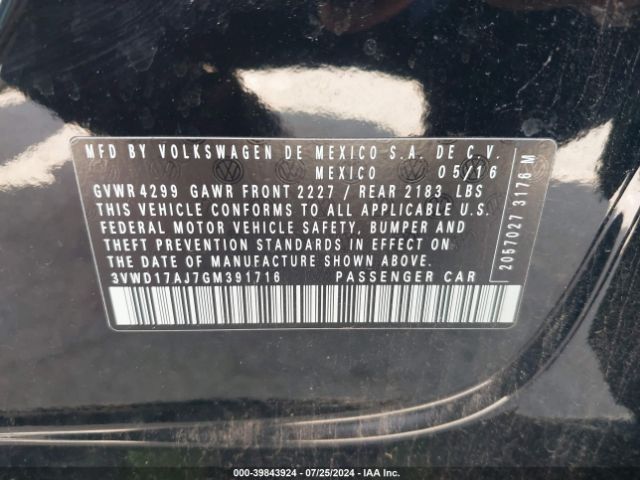 MFD BY VOLKSWAGEN DE MEXICO S.A. DE C.V.
MEXICO 05/16
GVWR 4299 GAWR FRONT 2227 / REAR 2183 LBS
THIS VEHICLE CONFORMS TO ALL APPLICABLE U.S.
FEDERAL MOTOR VEHICLE SAFETY, BUMPER AND
THEFT PREVENTION STANDARDS IN EFFECT ON
THE DATE OF MANUFACTURE SHOWN ABOVE.
3VWD17AJ7GM391716 PASSENGER CAR
2057027 3176 M
000-39843924 | 07/25/2024 | IAA Inc.